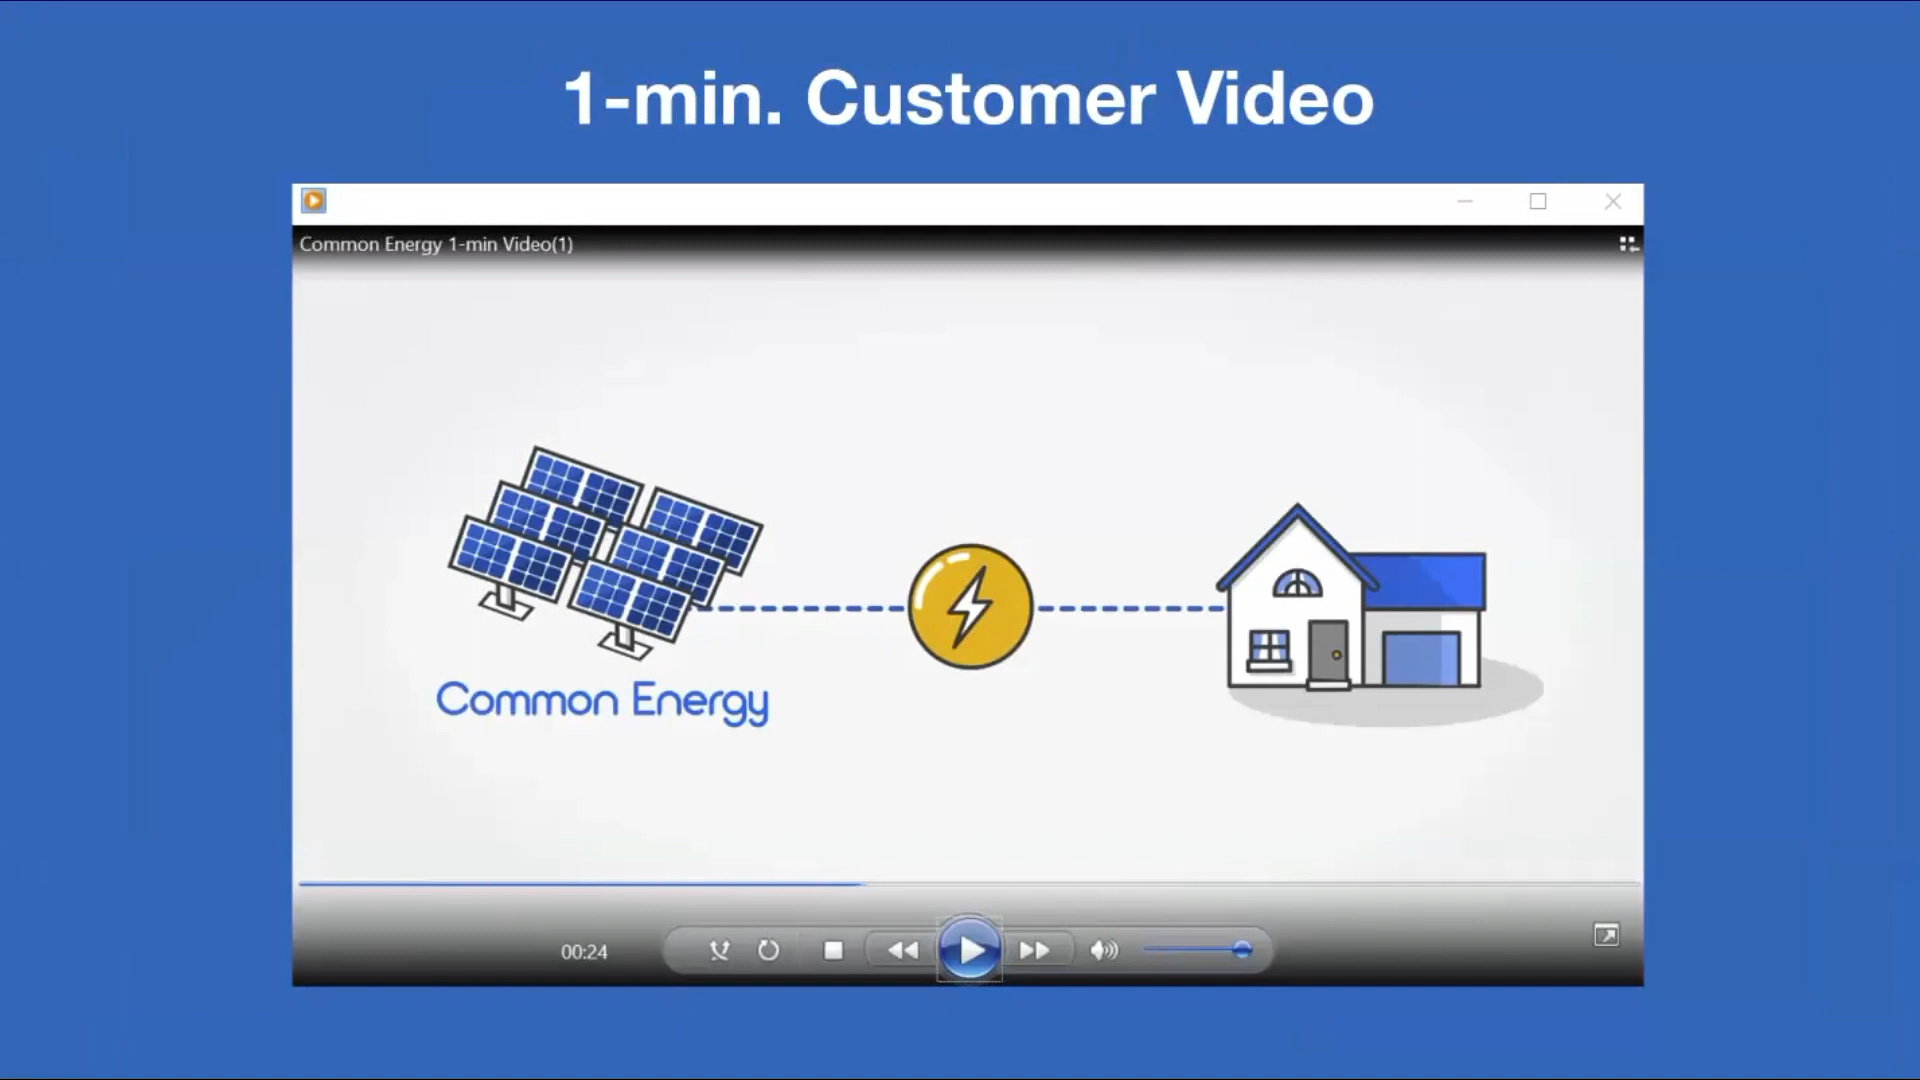 1-min. Customer Video
Common Energy 1-min Video(1)
Common Energy
00:24